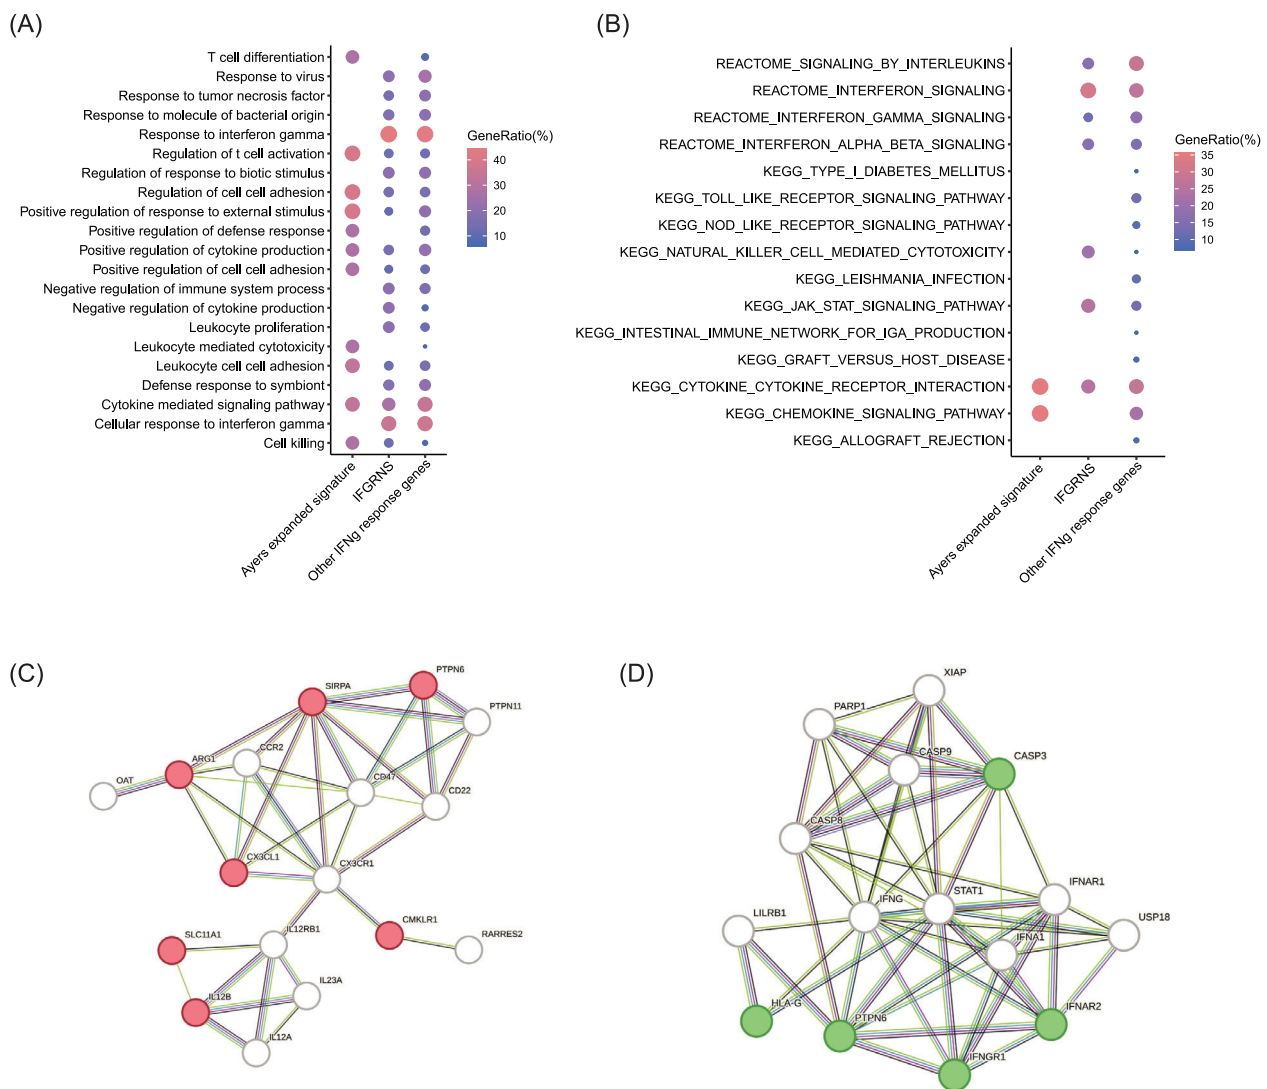 (A)
T cell differentiation
Response to virus
Response to tumor necrosis factor
Response to molecule of bacterial origin
Response to interferon gamma
Regulation of t cell activation
Regulation of response to biotic stimulus
Regulation of cell cell adhesion
Positive regulation of response to external stimulus
Positive regulation of defense response
Positive regulation of cytokine production
Positive regulation of cell cell adhesion
Negative regulation of immune system process
Negative regulation of cytokine production
Leukocyte proliferation
Leukocyte mediated cytotoxicity
Leukocyte cell cell adhesion
Defense response to symbiont
Cytokine mediated signaling pathway
Cellular response to interferon gamma
Cell killing
Ayers expanded signature
IFGRNS
Other IFNg response genes
GeneRatio(%)
40
30
20
10
(B)
REACTOME_SIGNALING_BY_INTERLEUKINS
REACTOME_INTERFERON_SIGNALING
REACTOME_INTERFERON_GAMMA_SIGNALING
REACTOME_INTERFERON_ALPHA_BETA_SIGNALING
KEGG_TYPE_I_DIABETES_MELLITUS
KEGG_TOLL_LIKE_RECEPTOR_SIGNALING_PATHWAY
KEGG_NOD_LIKE_RECEPTOR_SIGNALING_PATHWAY
KEGG_NATURAL_KILLER_CELL_MEDIATED_CYTOTOXICITY
KEGG_LEISHMANIA_INFECTION
KEGG_JAK_STAT_SIGNALING_PATHWAY
KEGG_INTESTINAL_IMMUNE_NETWORK_FOR_IGA_PRODUCTION
KEGG_GRAFT_VERSUS_HOST_DISEASE
KEGG_CYTOKINE_CYTOKINE_RECEPTOR_INTERACTION
KEGG_CHEMOKINE_SIGNALING_PATHWAY
KEGG_ALLOGRAFT_REJECTION
Ayers expanded signature
IFGRNS
Other IFNg response genes
GeneRatio(%)
35
30
25
20
15
10
(C)
PTPN6
SIRPA
PTPN11
CCR2
ARG1
OAT
CD47
CD22
CX3CL1
CX3CR1
CMKLR1
SLC11A1
IL12RB1
RARRES2
IL23A
IL12B
IL12A
(D)
XIAP
PARP1
CASP9
CASP3
CASP8
STAT1
IFNAR1
IFNG
LILRB1
USP18
IFNA1
HLA-G
PTPN6
IFNAR2
IFNGR1